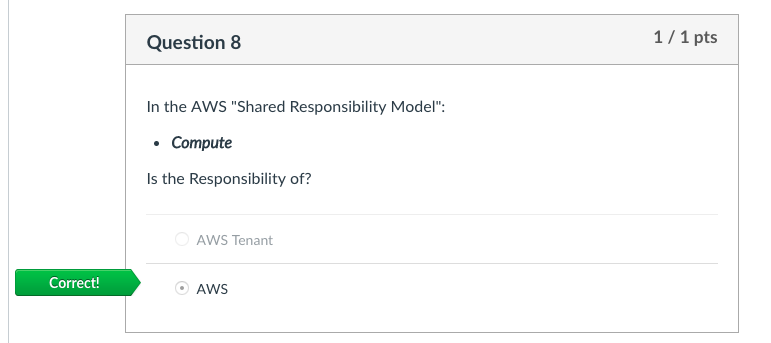 Question 8
1 / 1 pts
In the AWS "Shared Responsibility Model":
• Compute
Is the Responsibility of?
AWS Tenant
Correct!
AWS